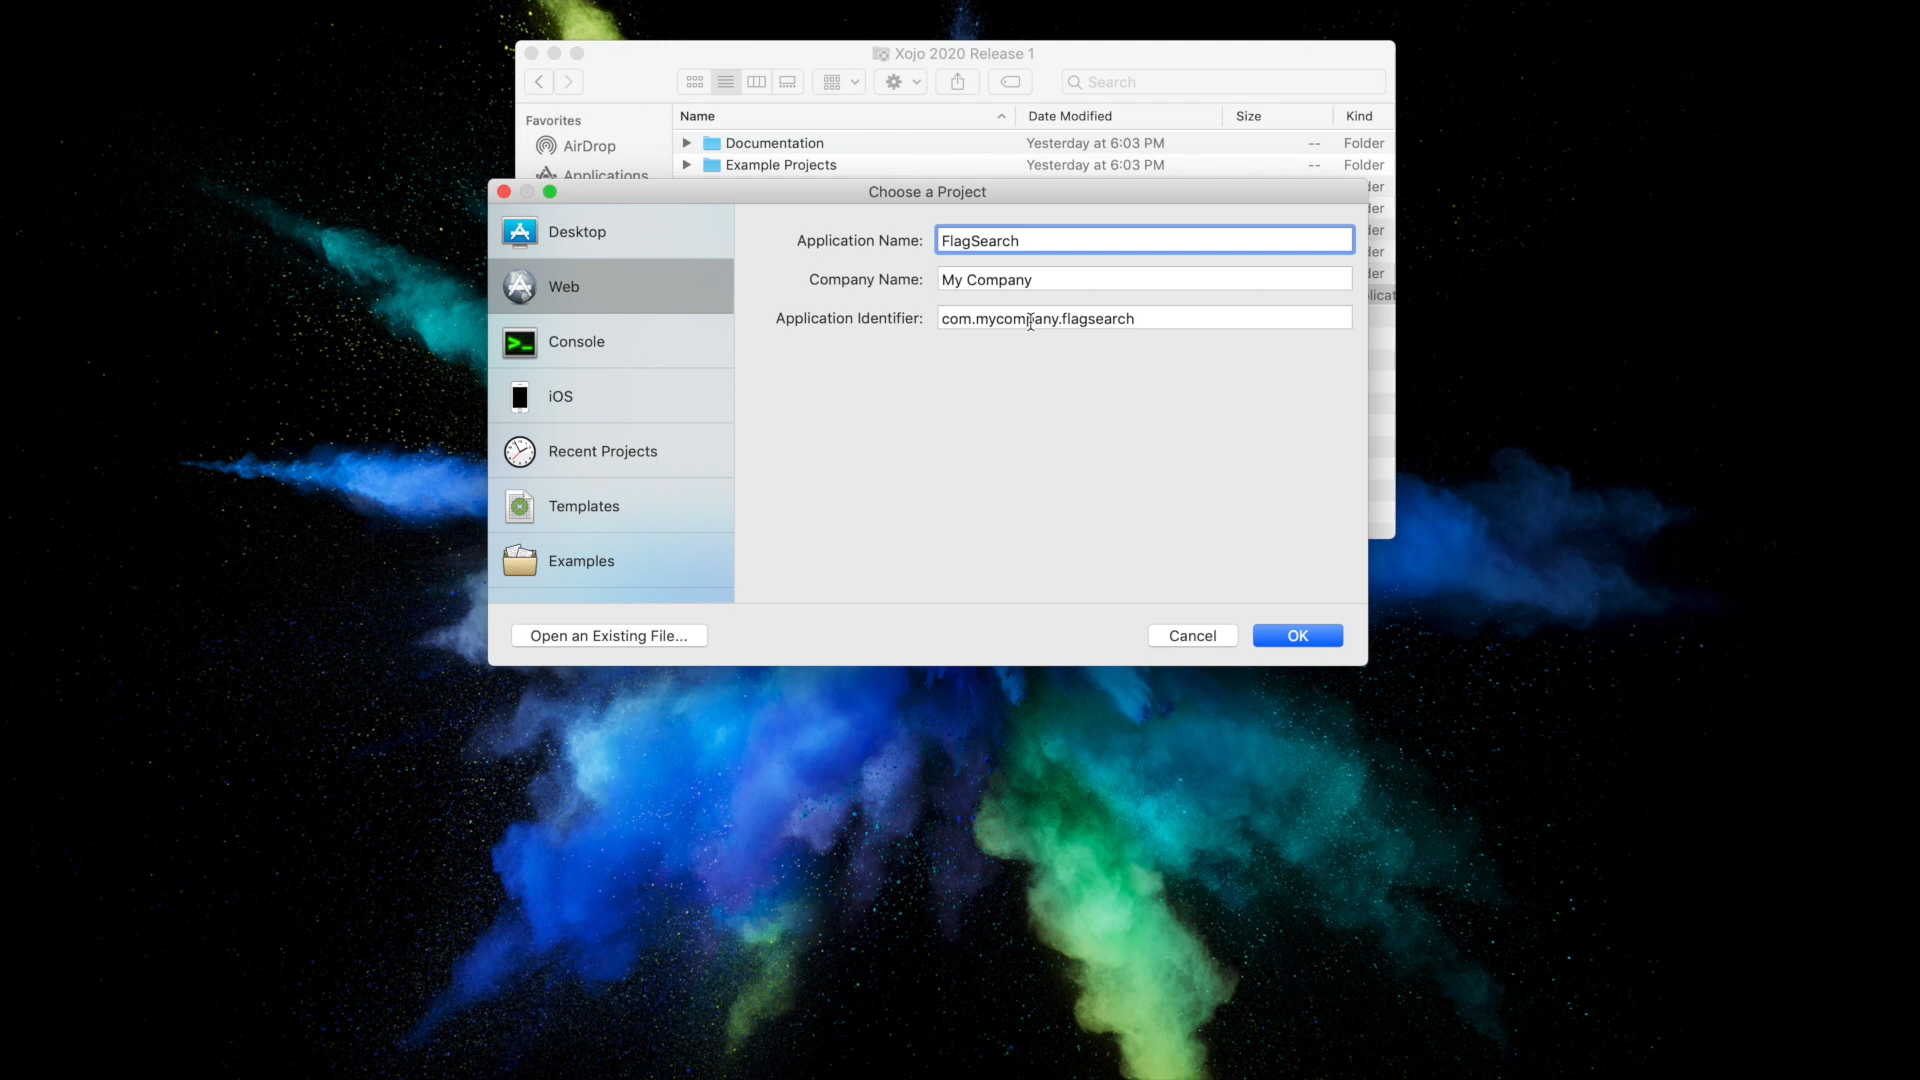 Xojo 2020 Release 1
Search
Favorites
Name
Date Modified
Size
Kind
AirDrop
Documentation
Yesterday at 6:03 PM
--
Folder
Applications
Example Projects
Yesterday at 6:03 PM
--
Folder
Choose a Project
Desktop
Web
Console
iOS
Recent Projects
Templates
Examples
Application Name:
FlagSearch
Company Name:
My Company
Application Identifier:
com.mycompany.flagsearch
Open an Existing File...
Cancel
OK